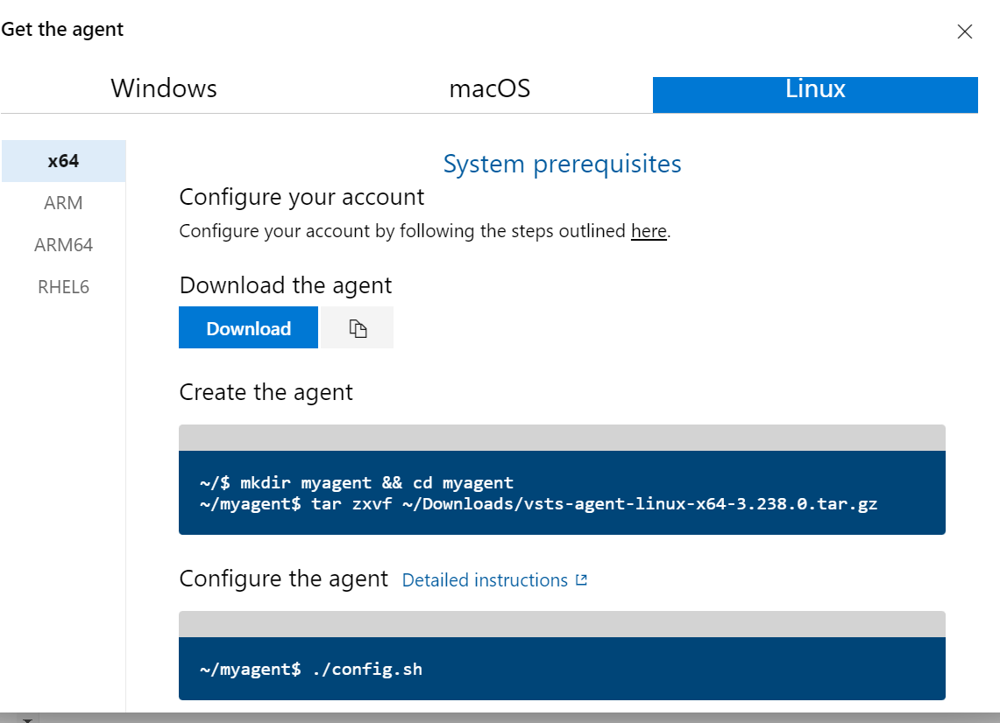 Get the agent
Windows
macOS
Linux
x64
ARM
ARM64
RHEL6
System prerequisites
Configure your account
Configure your account by following the steps outlined here.
Download the agent
Download
Create the agent
~/$ mkdir myagent && cd myagent
~/myagent$ tar zxvf ~/Downloads/vsts-agent-linux-x64-3.238.0.tar.gz
Configure the agent Detailed instructions
~/myagent$ ./config.sh